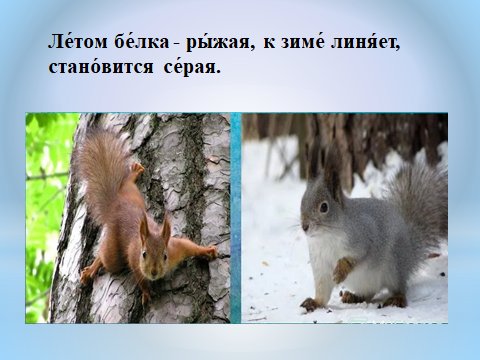 Ле́том бе́лка - ры́жая, к зиме́ линя́ет,
стано́вится се́рая.